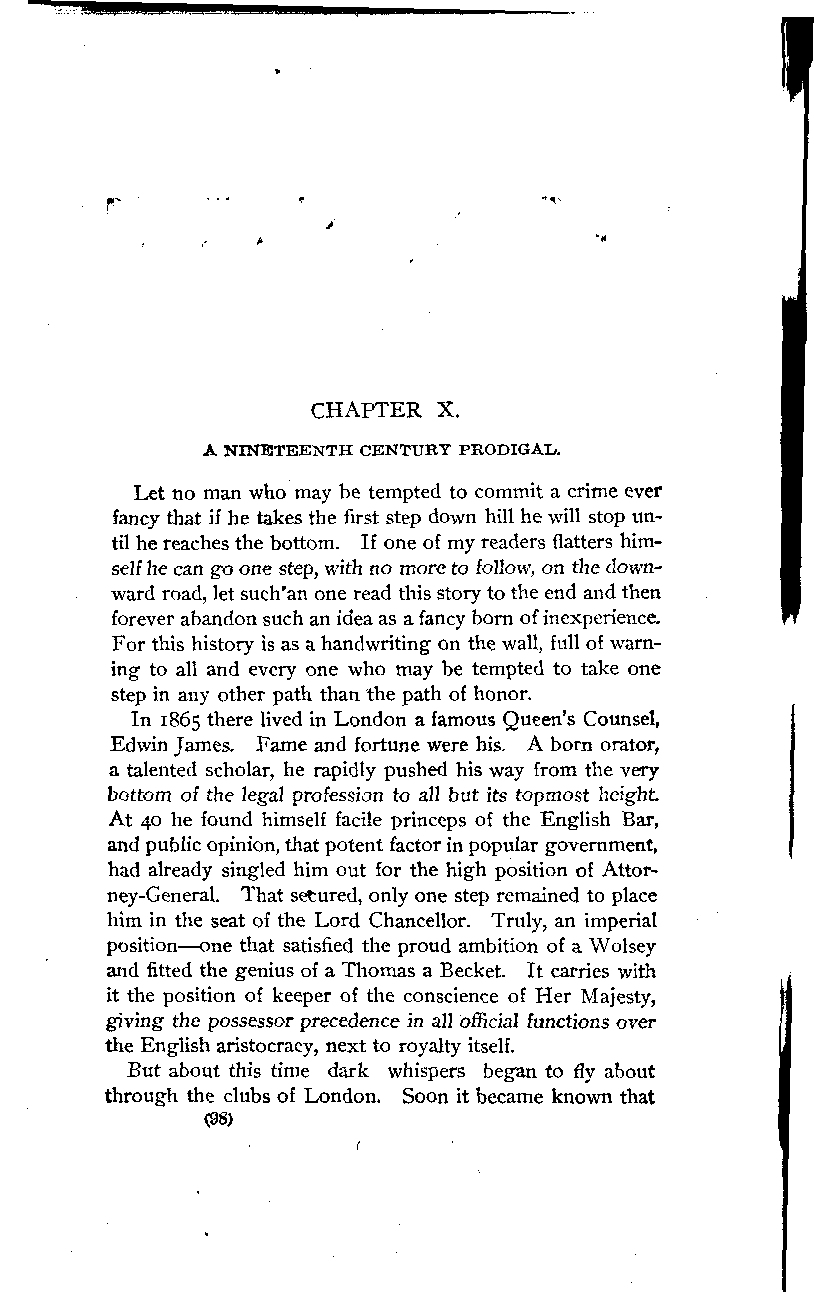 CHAPTER X.
A NINETEENTH CENTURY PRODIGAL.
Let no man who may be tempted to commit a crime ever
fancy that if he takes the first step down hill he will stop un-
til he reaches the bottom. If one of my readers flatters him-
self he can go one step, with no more to follow, on the down-
ward road, let such'an one read this story to the end and then
forever abandon such an idea as a fancy born of inexperience.
For this history is as a handwriting on the wall, full of warn-
ing to all and every one who may be tempted to take one
step in any other path than the path of honor.
In 1865 there lived in London a famous Queen's Counsel,
Edwin James. Fame and fortune were his. A born orator,
a talented scholar, he rapidly pushed his way from the very
bottom of the legal profession to all but its topmost height.
At 40 he found himself facile princeps of the English Bar,
and public opinion, that potent factor in popular government,
had already singled him out for the high position of Attor-
ney-General. That setured, only one step remained to place
him in the seat of the Lord Chancellor. Truly, an imperial
position—one that satisfied the proud ambition of a Wolsey
and fitted the genius of a Thomas a Becket. It carries with
it the position of keeper of the conscience of Her Majesty,
giving the possessor precedence in all official functions over
the English aristocracy, next to royalty itself.
But about this time dark whispers began to fly about
through the clubs of London. Soon it became known that
(98)